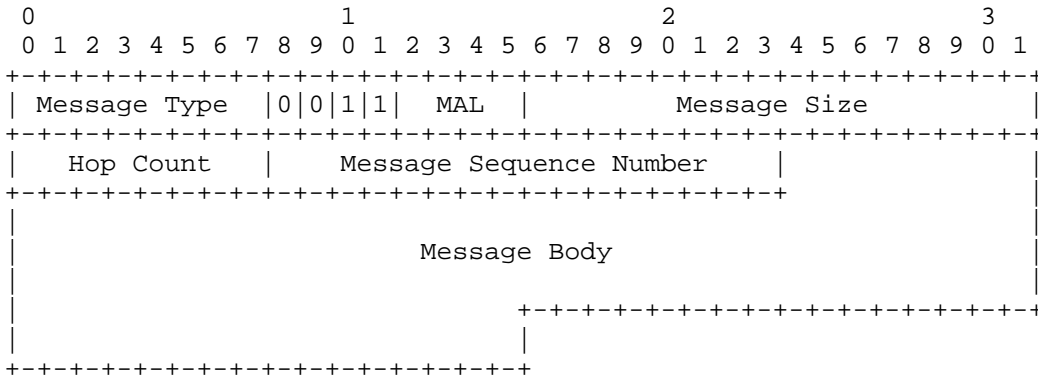 0                   1                   2                   3
 0 1 2 3 4 5 6 7 8 9 0 1 2 3 4 5 6 7 8 9 0 1 2 3 4 5 6 7 8 9 0 1
+-+-+-+-+-+-+-+-+-+-+-+-+-+-+-+-+-+-+-+-+-+-+-+-+-+-+-+-+-+-+-+-+
| Message Type  |0|0|1|1|  MAL  |         Message Size          |
+-+-+-+-+-+-+-+-+-+-+-+-+-+-+-+-+-+-+-+-+-+-+-+-+-+-+-+-+-+-+-+-+
|   Hop Count   |    Message Sequence Number    |               |
+-+-+-+-+-+-+-+-+-+-+-+-+-+-+-+-+-+-+-+-+-+-+-+-+               |
|                                                               |
|                         Message Body                          |
|                                                               |
|                               +-+-+-+-+-+-+-+-+-+-+-+-+-+-+-+-+
|                               |
+-+-+-+-+-+-+-+-+-+-+-+-+-+-+-+-+